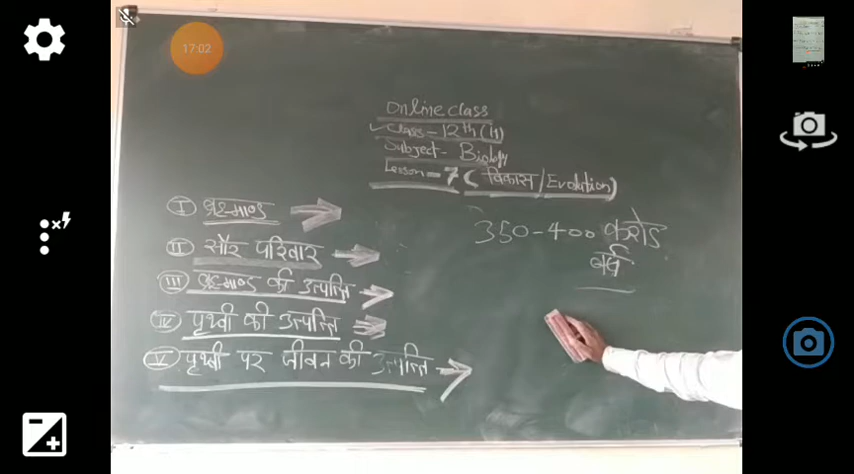 17:02
Online class
Class - 12th (H)
Subject - Biology
Lesson - 7 ( विकास / Evolution )
I ब्रह्माण्ड
II सौर परिवार
III ब्रह्माण्ड की उत्पत्ति
IV पृथ्वी की उत्पत्ति
V पृथ्वी पर जीवन की उत्पत्ति
350-400 करोड
वर्ष